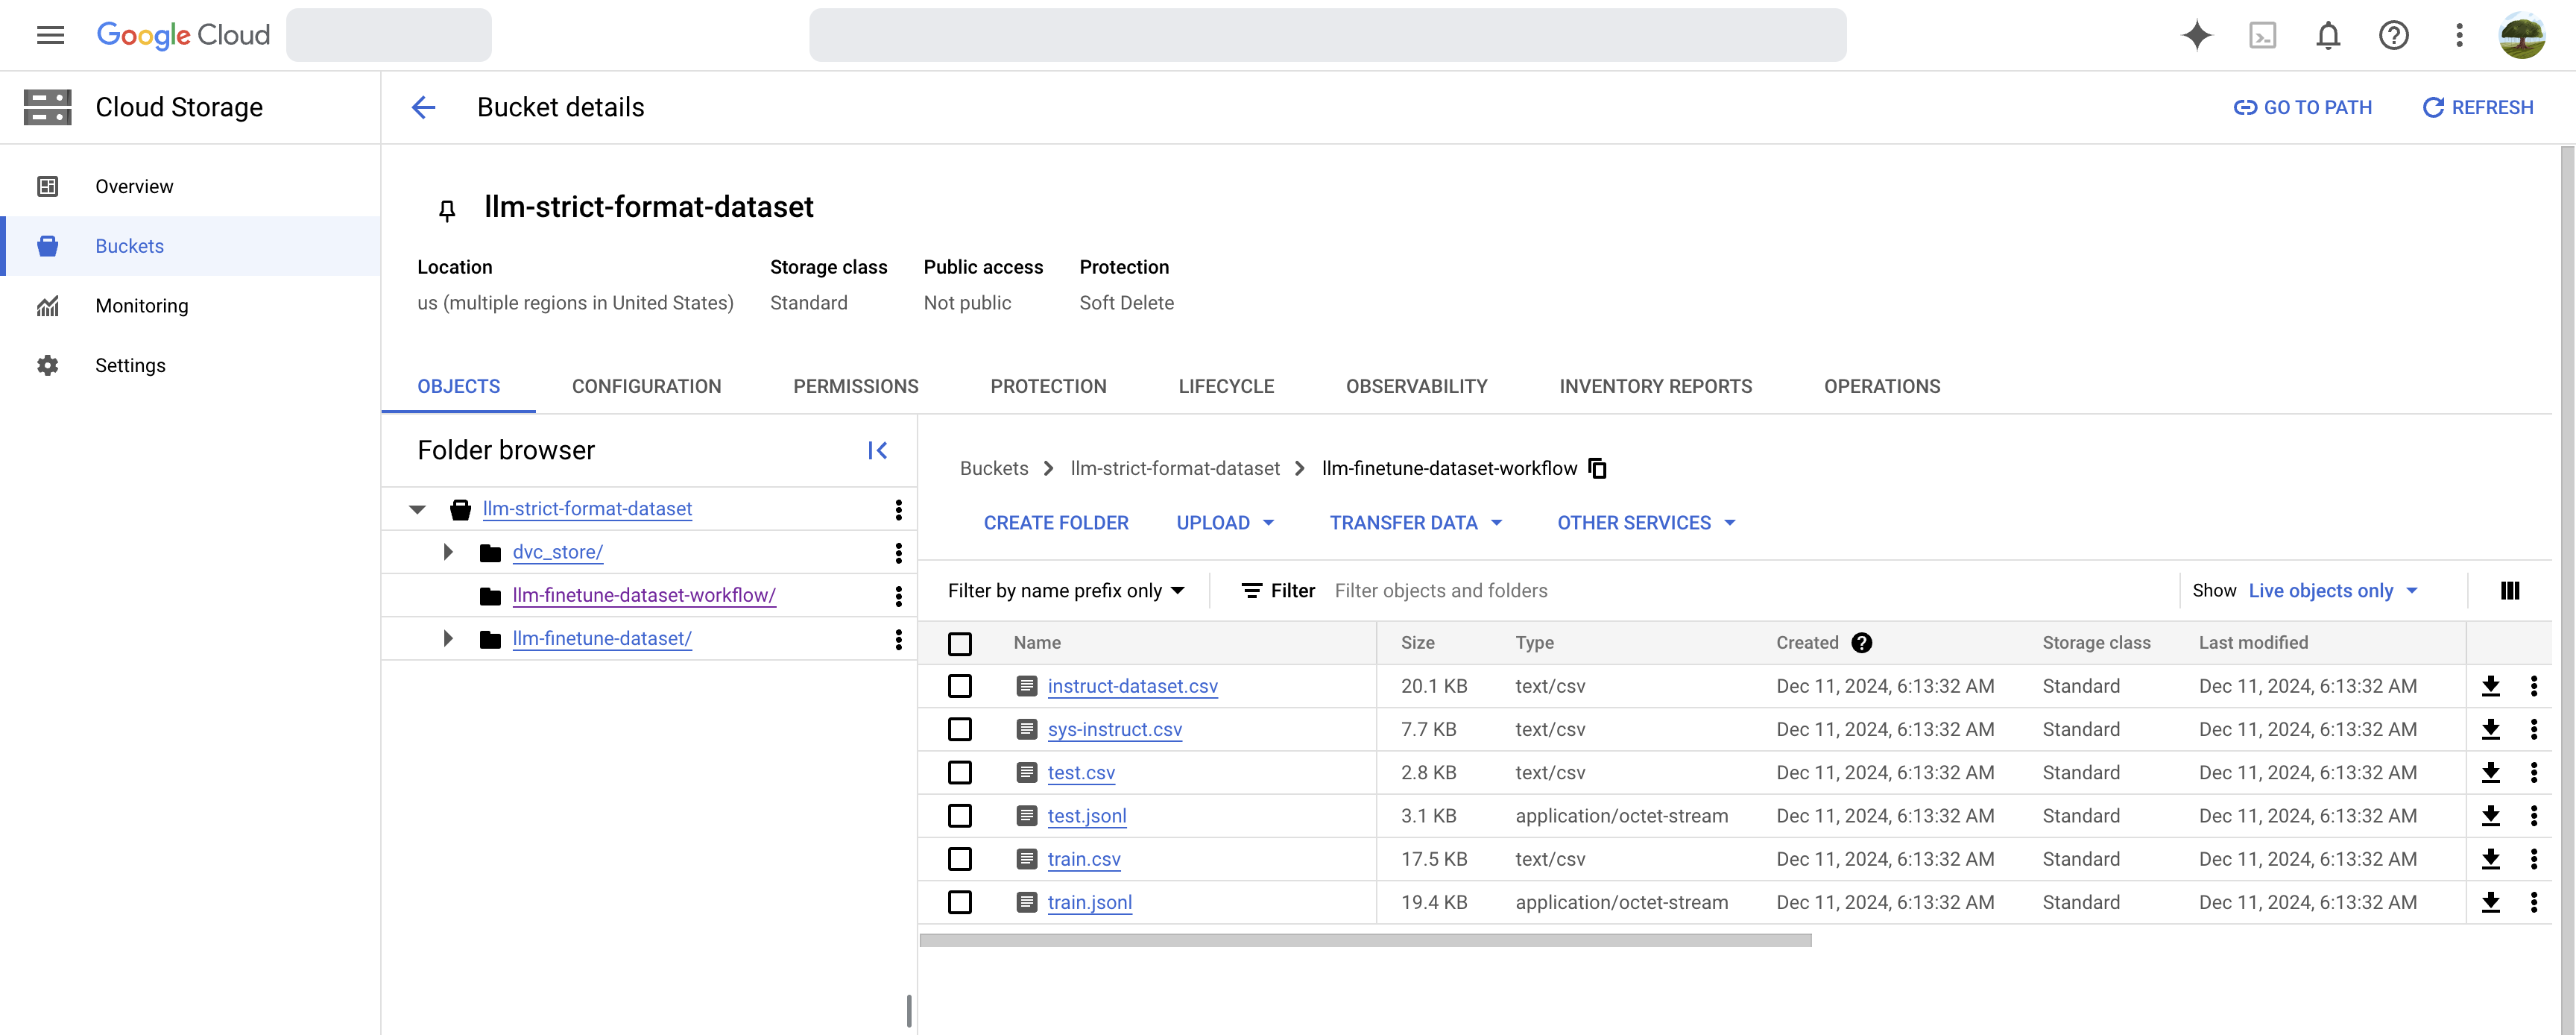 Google Cloud
Cloud Storage
Overview
Buckets
Monitoring
Settings
Bucket details
GO TO PATH
REFRESH
llm-strict-format-dataset
Location Storage class Public access Protection
us (multiple regions in United States) Standard Not public Soft Delete
OBJECTS CONFIGURATION PERMISSIONS PROTECTION LIFECYCLE OBSERVABILITY INVENTORY REPORTS OPERATIONS
Folder browser
llm-strict-format-dataset
dvc_store/
llm-finetune-dataset-workflow/
llm-finetune-dataset/
Buckets llm-strict-format-dataset llm-finetune-dataset-workflow
CREATE FOLDER UPLOAD TRANSFER DATA OTHER SERVICES
Filter by name prefix only Filter Filter objects and folders Show Live objects only
Name Size Type Created Storage class Last modified
instruct-dataset.csv 20.1 KB text/csv Dec 11, 2024, 6:13:32 AM Standard Dec 11, 2024, 6:13:32 AM
sys-instruct.csv 7.7 KB text/csv Dec 11, 2024, 6:13:32 AM Standard Dec 11, 2024, 6:13:32 AM
test.csv 2.8 KB text/csv Dec 11, 2024, 6:13:32 AM Standard Dec 11, 2024, 6:13:32 AM
test.jsonl 3.1 KB application/octet-stream Dec 11, 2024, 6:13:32 AM Standard Dec 11, 2024, 6:13:32 AM
train.csv 17.5 KB text/csv Dec 11, 2024, 6:13:32 AM Standard Dec 11, 2024, 6:13:32 AM
train.jsonl 19.4 KB application/octet-stream Dec 11, 2024, 6:13:32 AM Standard Dec 11, 2024, 6:13:32 AM